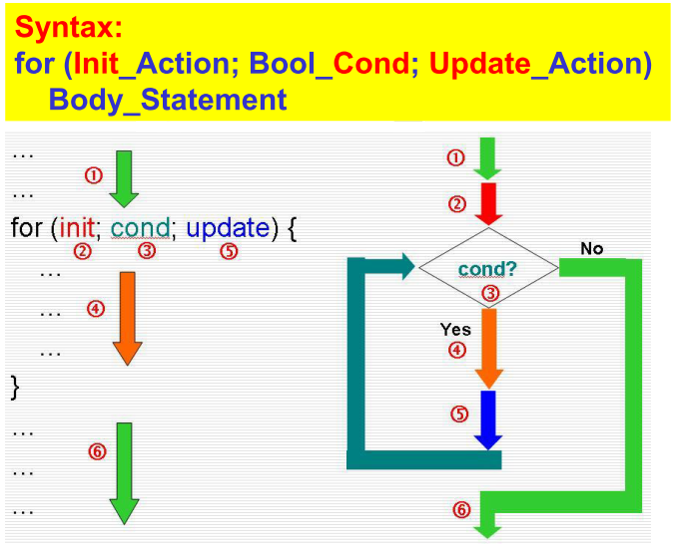 Syntax:
for (Init_Action; Bool_Cond; Update_Action)
Body_Statement
...
①
...
for (init; cond; update) {
② ③ ⑤
...
④
...
...
}
...
⑥
...
...
①
②
cond?
③
No
Yes
④
⑤
⑥